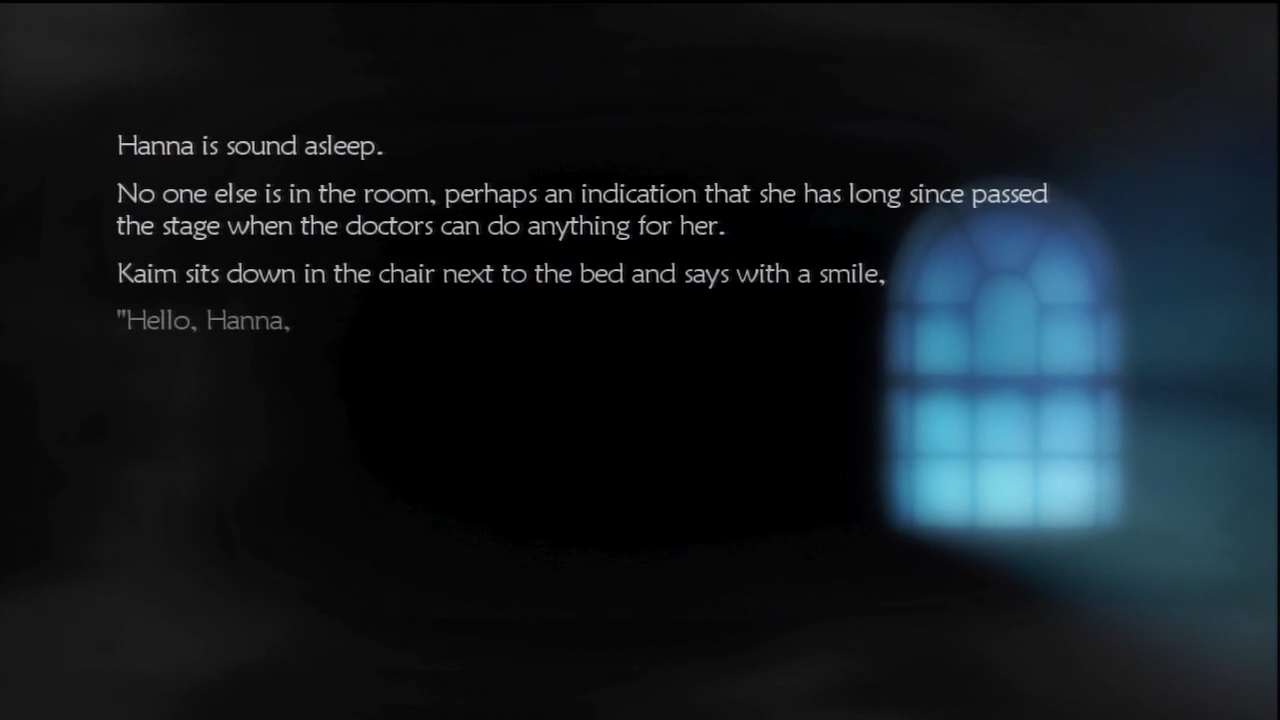 Hanna is sound asleep.
No one else is in the room, perhaps an indication that she has long since passed
the stage when the doctors can do anything for her.
Kaim sits down in the chair next to the bed and says with a smile,
"Hello, Hanna,